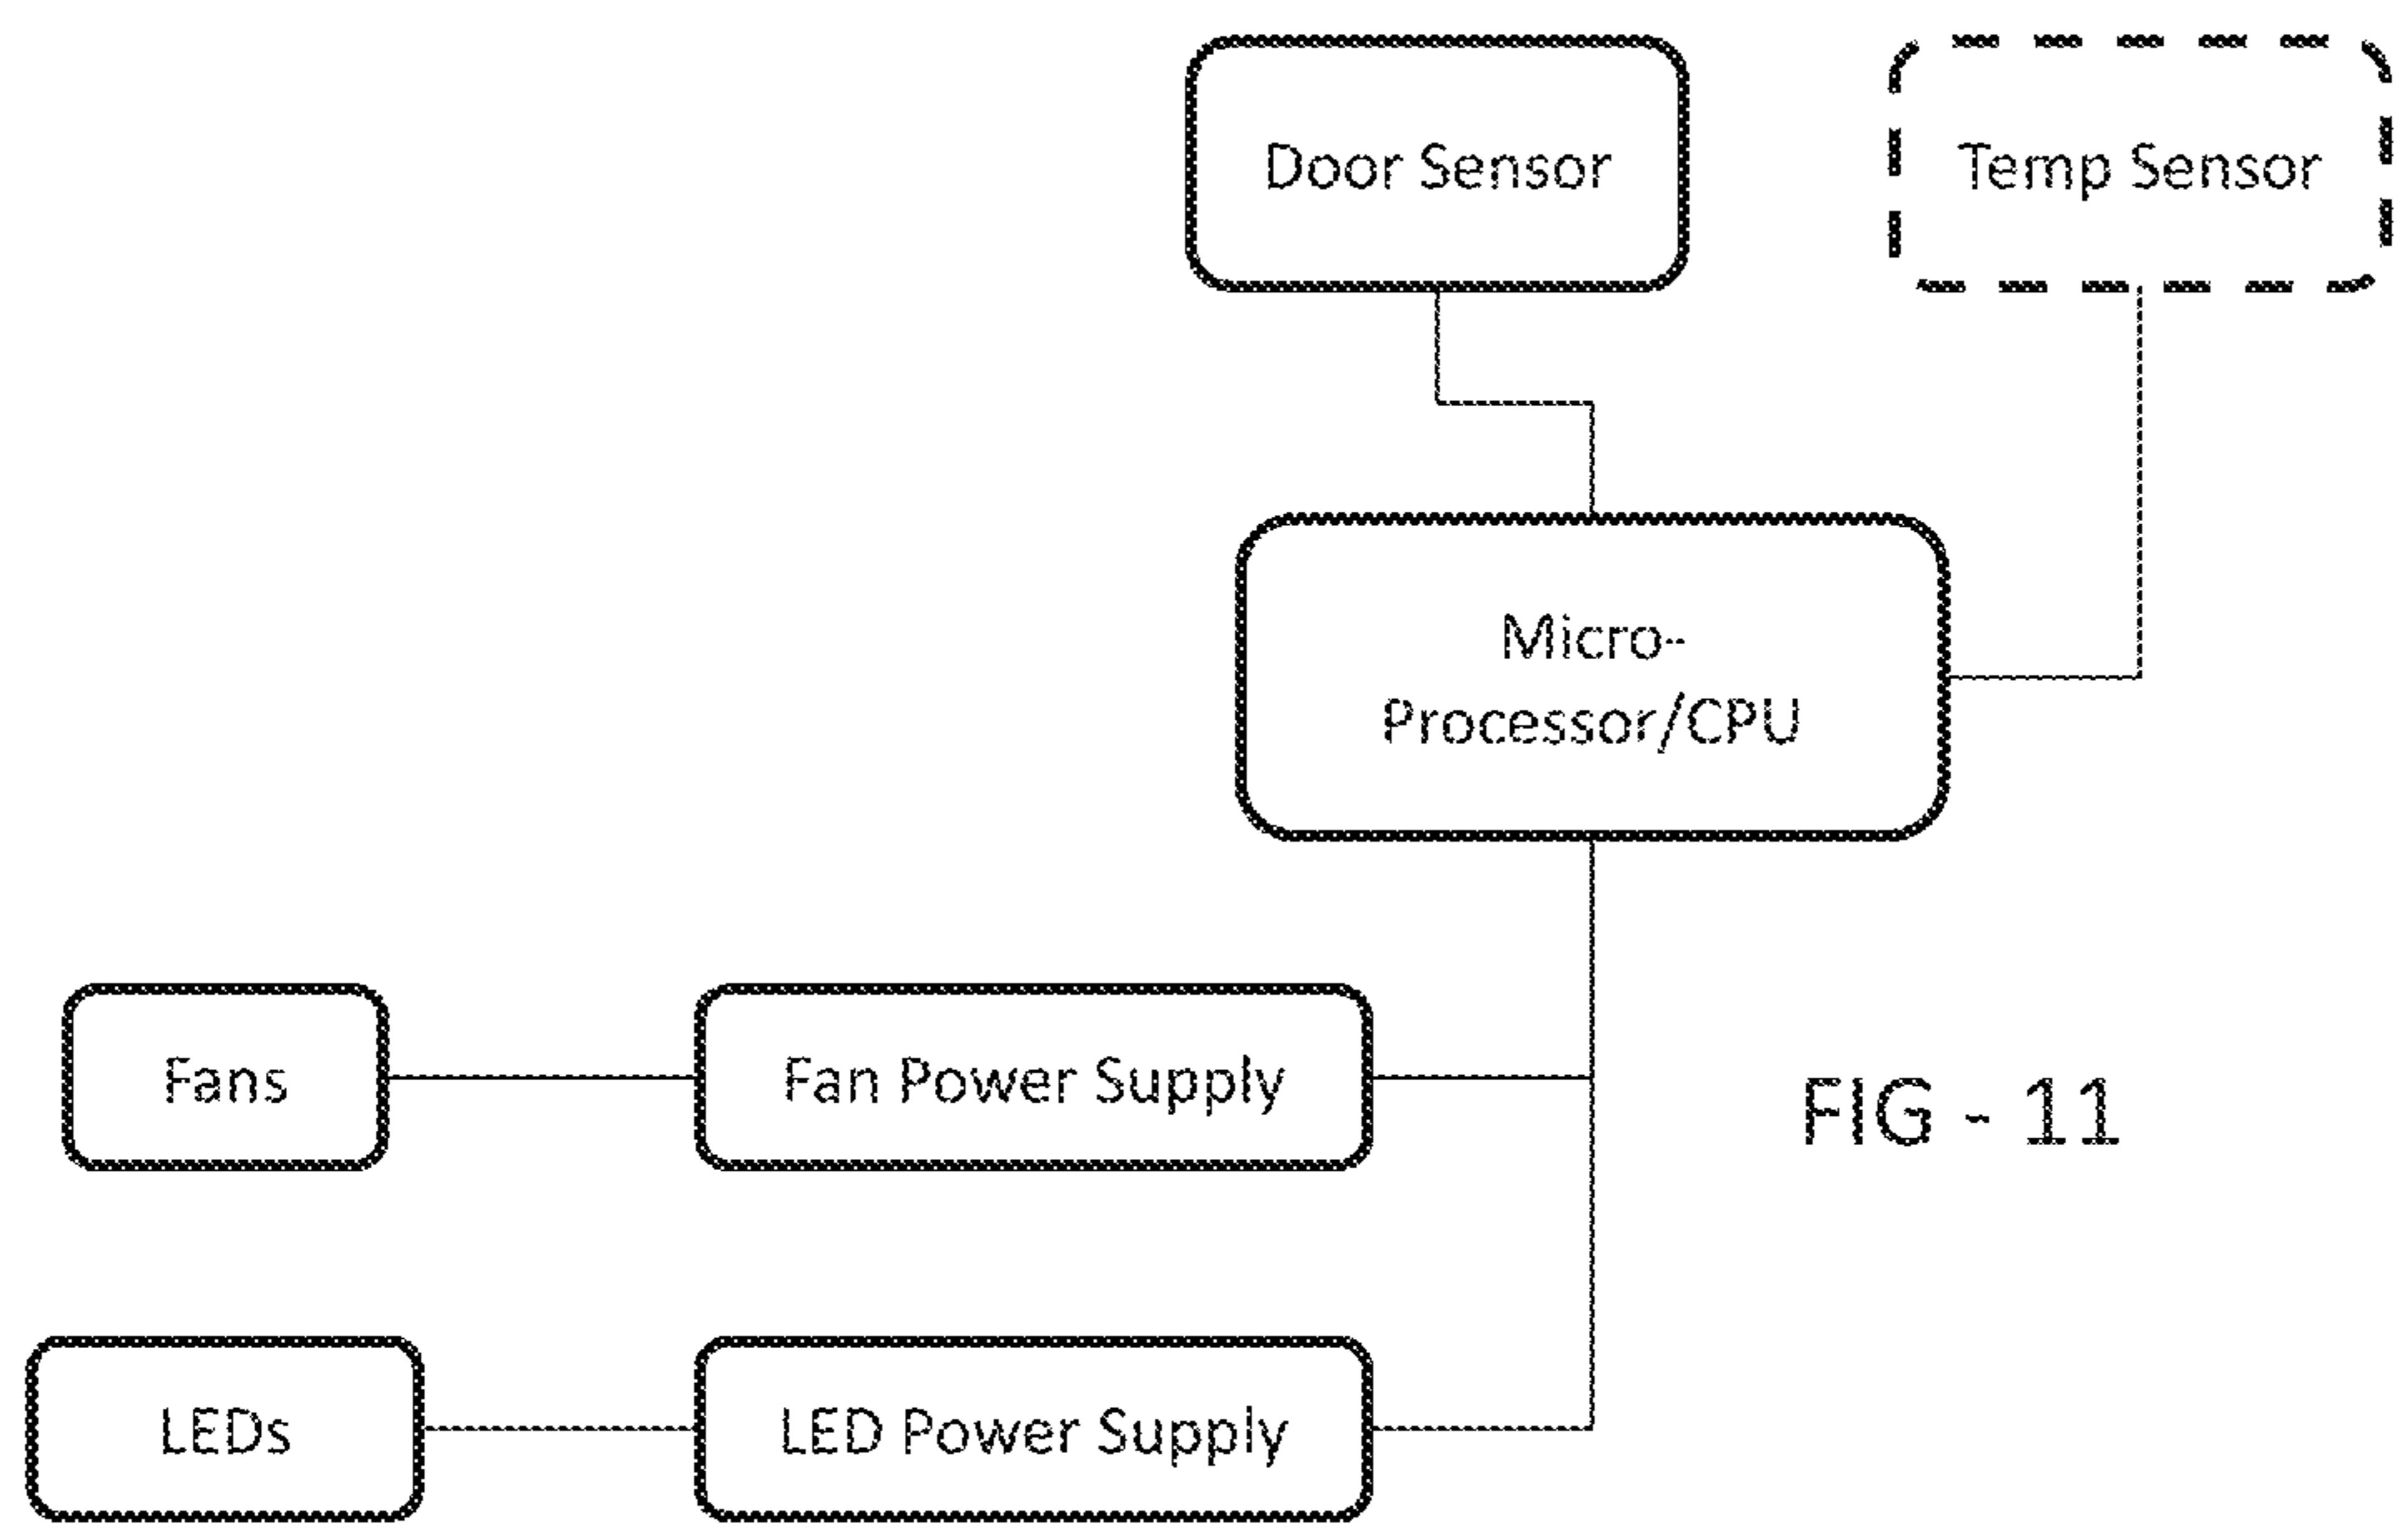 Door Sensor
Temp Sensor
Micro-
Processor/CPU
Fans
Fan Power Supply
FIG - 11
LEDs
LED Power Supply